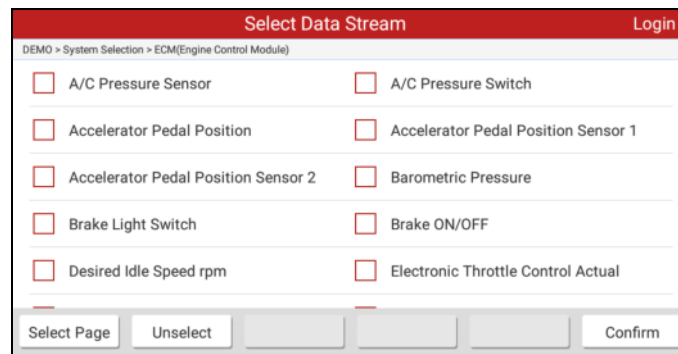 Select Data Stream
Login
DEMO > System Selection > ECM(Engine Control Module)
A/C Pressure Sensor
A/C Pressure Switch
Accelerator Pedal Position
Accelerator Pedal Position Sensor 1
Accelerator Pedal Position Sensor 2
Barometric Pressure
Brake Light Switch
Brake ON/OFF
Desired Idle Speed rpm
Electronic Throttle Control Actual
Select Page
Unselect
Confirm